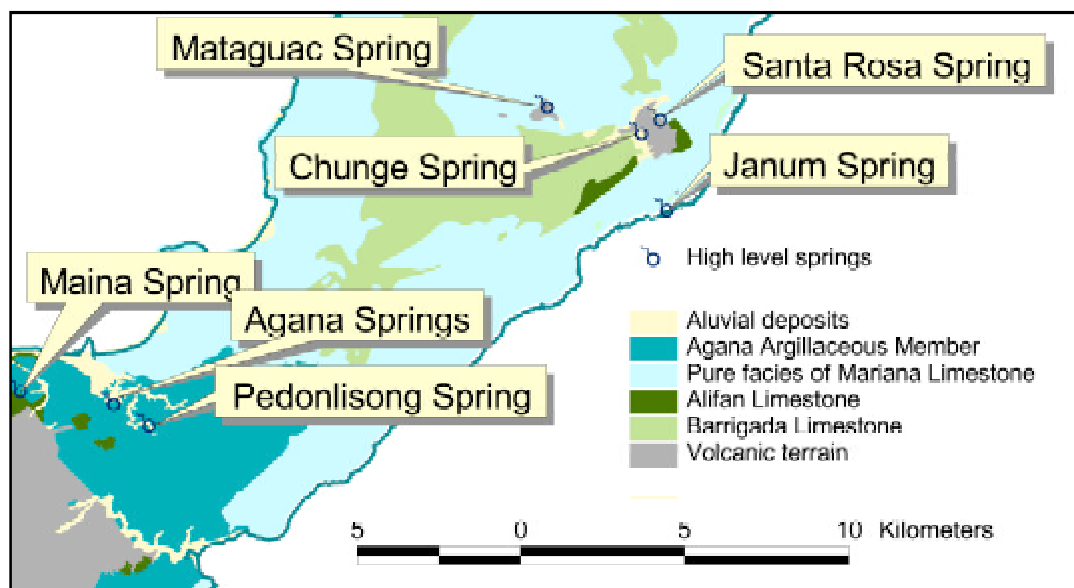 Mataguac Spring
Santa Rosa Spring
Chunge Spring
Janum Spring
High level springs
Maina Spring
Agana Springs
Pedonlisong Spring
Aluvial deposits
Agana Argillaceous Member
Pure facies of Mariana Limestone
Alifan Limestone
Barrigada Limestone
Volcanic terrain
5 0 5 10 Kilometers